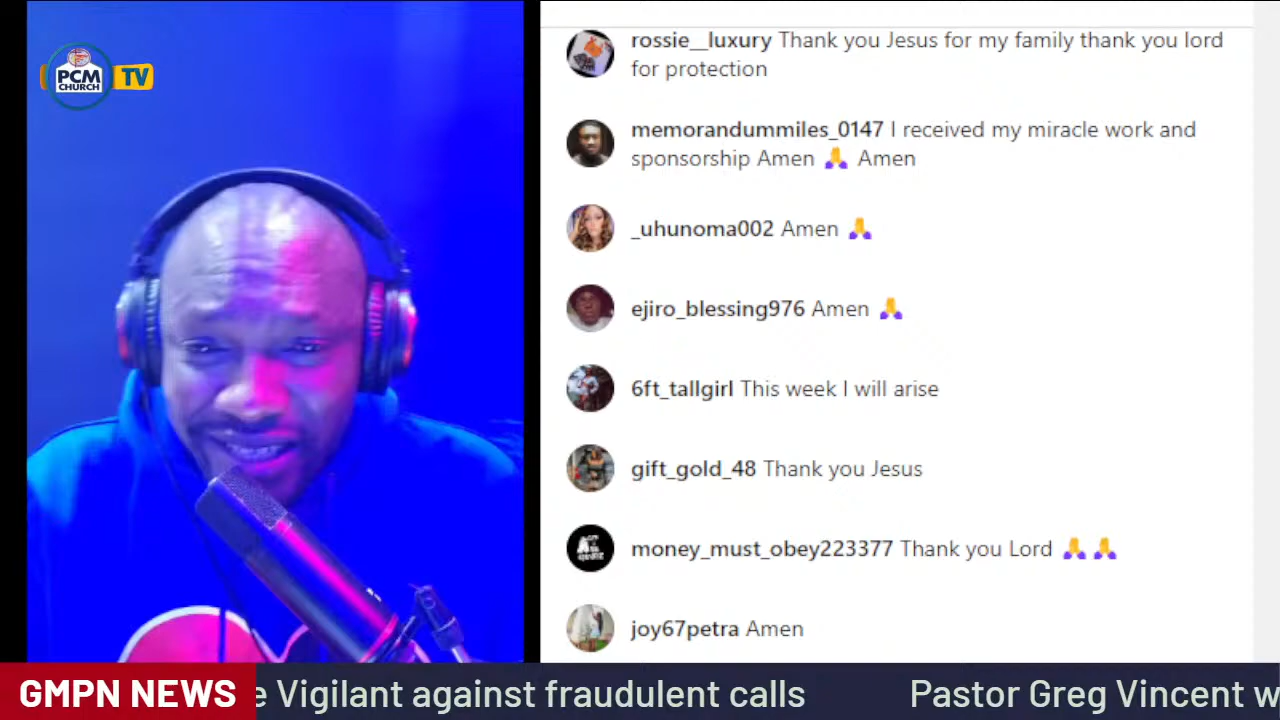 PCM
CHURCH
TV
rossie__luxury Thank you Jesus for my family thank you lord
for protection
memorandummiles_0147 I received my miracle work and
sponsorship Amen 🙏 Amen
_uhunoma002 Amen 🙏
ejiro_blessing976 Amen 🙏
6ft_tallgirl This week I will arise
gift_gold_48 Thank you Jesus
money_must_obey223377 Thank you Lord 🙏🙏
joy67petra Amen
GMPN NEWS
e Vigilant against fraudulent calls
Pastor Greg Vincent w